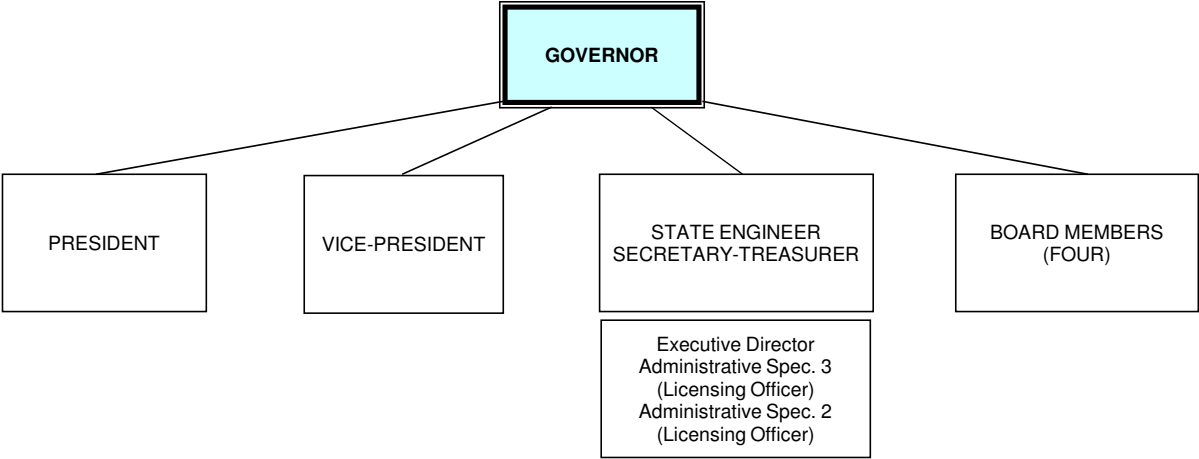 GOVERNOR
PRESIDENT
VICE-PRESIDENT
STATE ENGINEER
SECRETARY-TREASURER
BOARD MEMBERS
(FOUR)
Executive Director
Administrative Spec. 3
(Licensing Officer)
Administrative Spec. 2
(Licensing Officer)